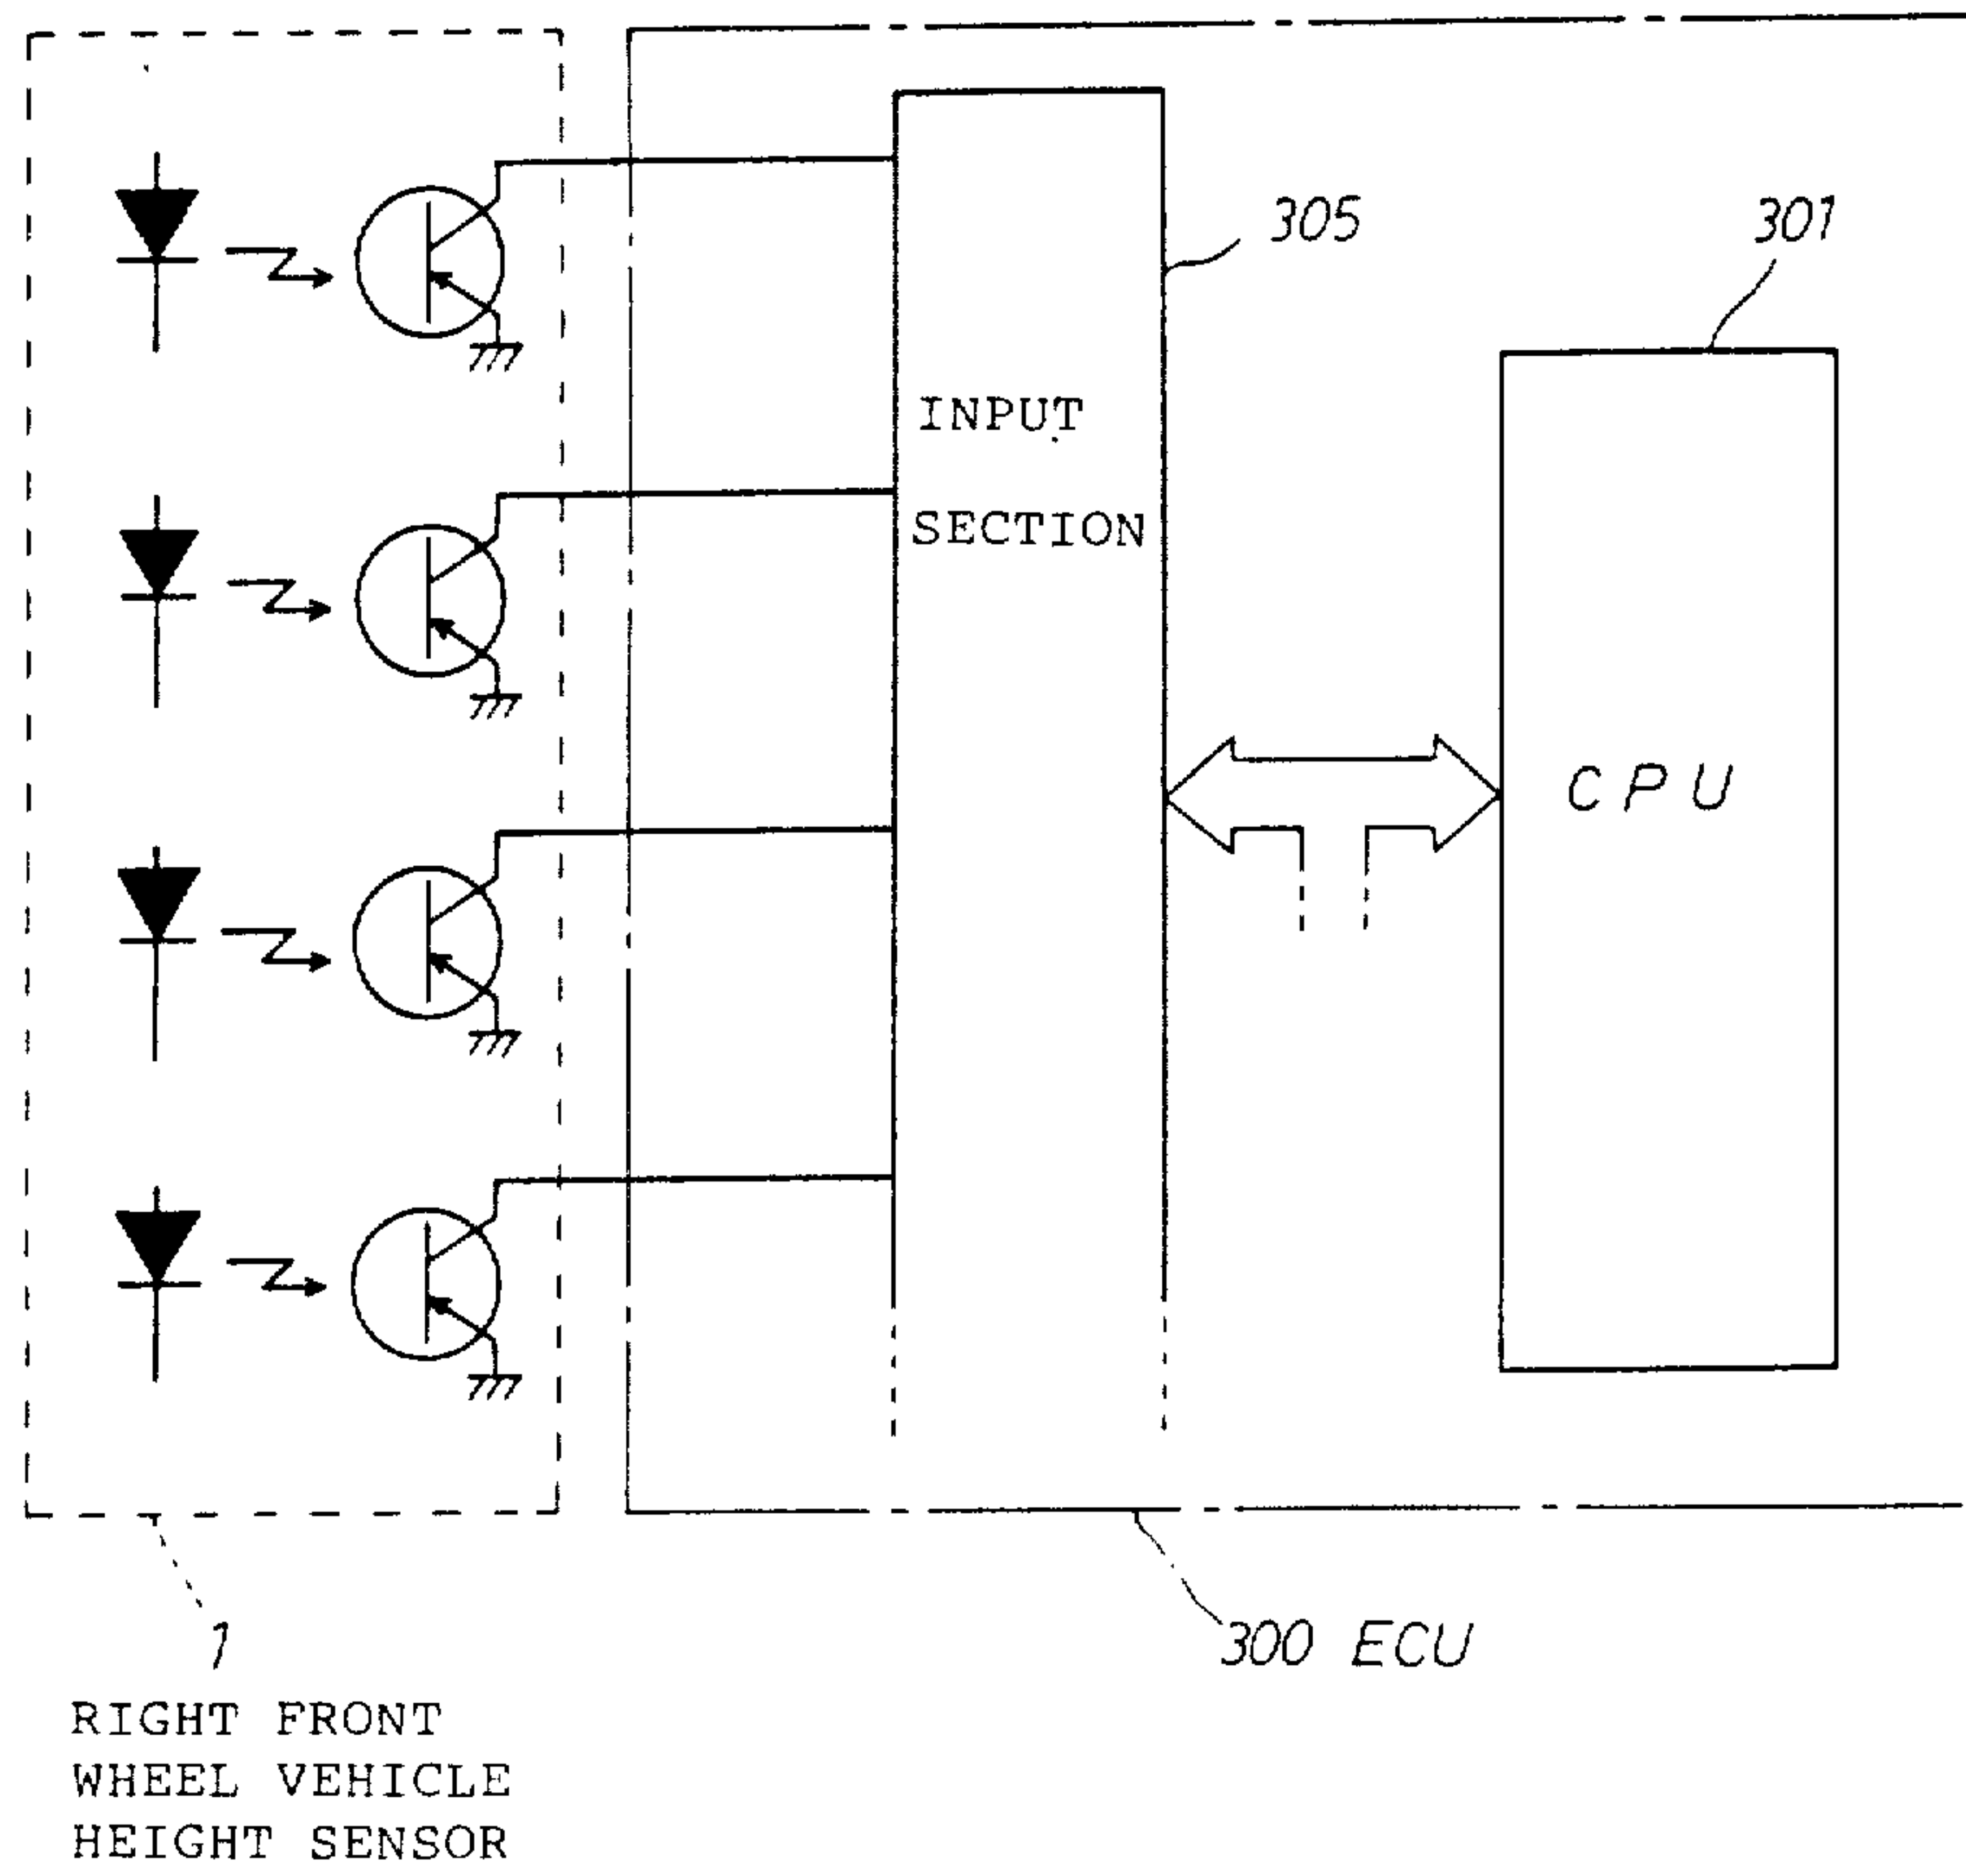 305
301
INPUT
SECTION
CPU
1
300 ECU
RIGHT FRONT
WHEEL VEHICLE
HEIGHT SENSOR